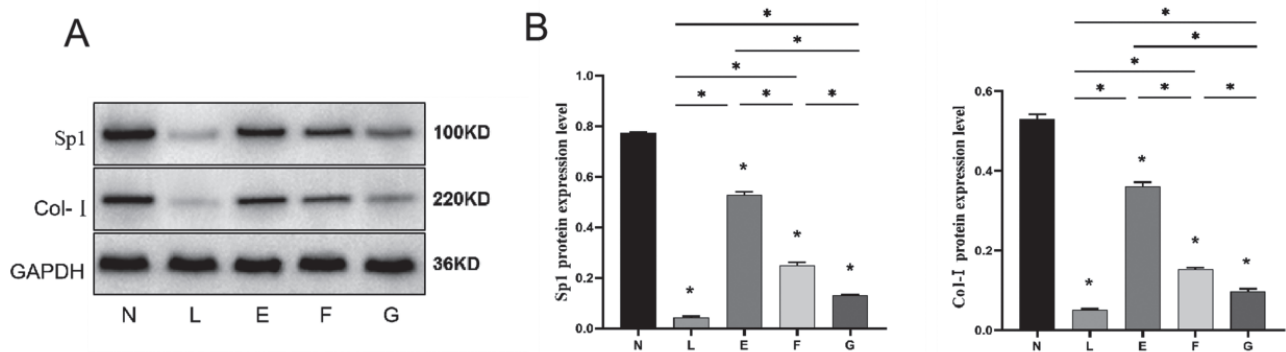 A
Sp1
100KD
Col- I
220KD
GAPDH
36KD
N L E F G
B
* * * * * *
Sp1 protein expression level
1.0
0.8
0.6
0.4
0.2
0.0
* * * *
N L E F G
* * * * * *
Col-I protein expression level
0.6
0.4
0.2
0.0
* * * *
N L E F G